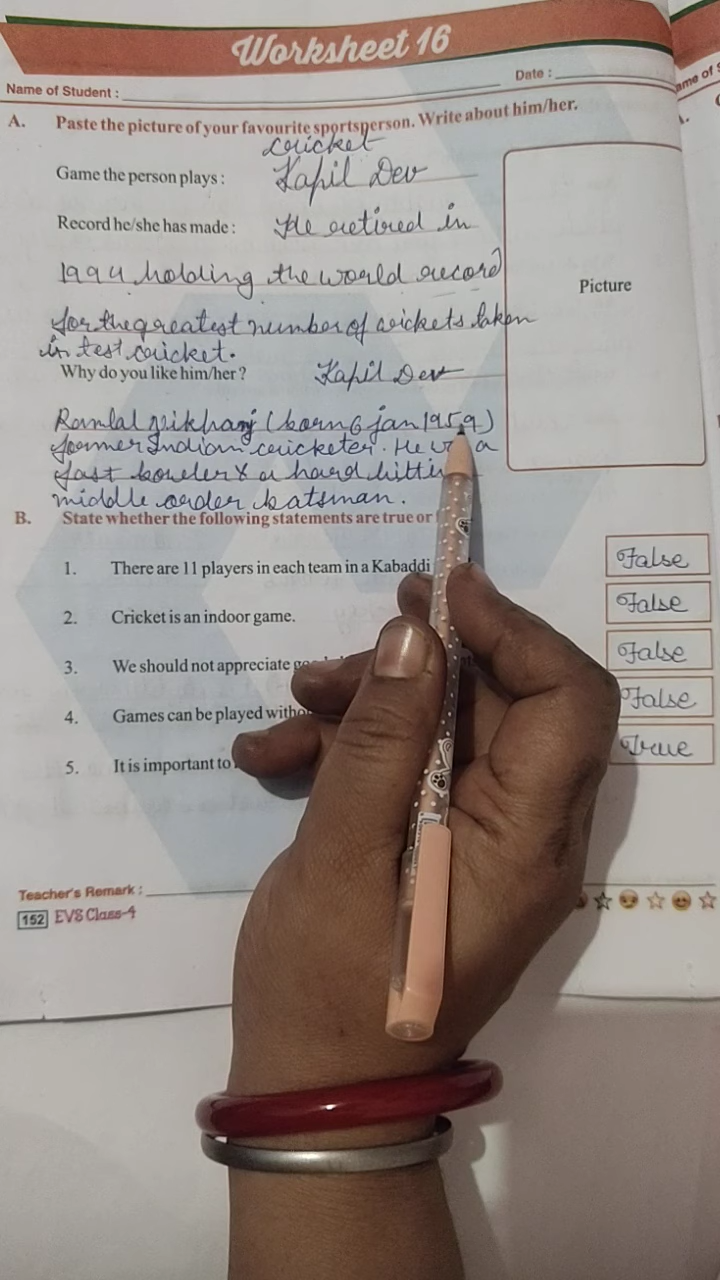 Worksheet 16
Name of Student :
Date :
ame of S
A. Paste the picture of your favourite sportsperson. Write about him/her.
cricket
Game the person plays : Kapil Dev
Record he/she has made : He retired in
1994 holding the world record
for the greatest number of wickets taken
in test cricket.
Picture
Why do you like him/her ? Kapil Dev
Ramlal Nikhanj (born 6 jan 1959)
former Indian cricketer. He a
fast bowler & a hard hittin
middle order batsman.
B. State whether the following statements are true or
1. There are 11 players in each team in a Kabaddi False
2. Cricket is an indoor game. False
3. We should not appreciate False
4. Games can be played False
5. It is important to True
Teacher's Remark :
152 EVS Class-4